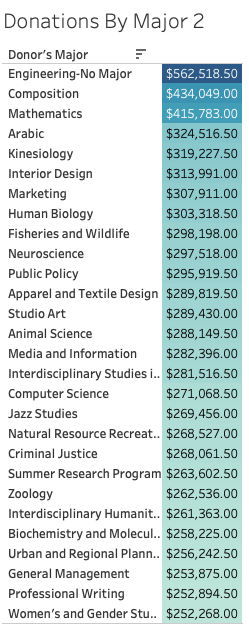 Donations By Major 2
Donor's Major
Engineering-No Major $562,518.50
Composition $434,049.00
Mathematics $415,783.00
Arabic $324,516.50
Kinesiology $319,227.50
Interior Design $313,991.00
Marketing $307,911.00
Human Biology $303,318.50
Fisheries and Wildlife $298,198.00
Neuroscience $297,518.00
Public Policy $295,919.50
Apparel and Textile Design $289,819.50
Studio Art $289,430.00
Animal Science $288,149.50
Media and Information $282,396.00
Interdisciplinary Studies i.. $281,516.50
Computer Science $271,068.50
Jazz Studies $269,456.00
Natural Resource Recreat.. $268,527.00
Criminal Justice $268,061.50
Summer Research Program $263,602.50
Zoology $262,536.00
Interdisciplinary Humanit.. $261,363.00
Biochemistry and Molecul.. $258,225.00
Urban and Regional Plann.. $256,242.50
General Management $253,875.00
Professional Writing $252,894.50
Women's and Gender Stu.. $252,268.00